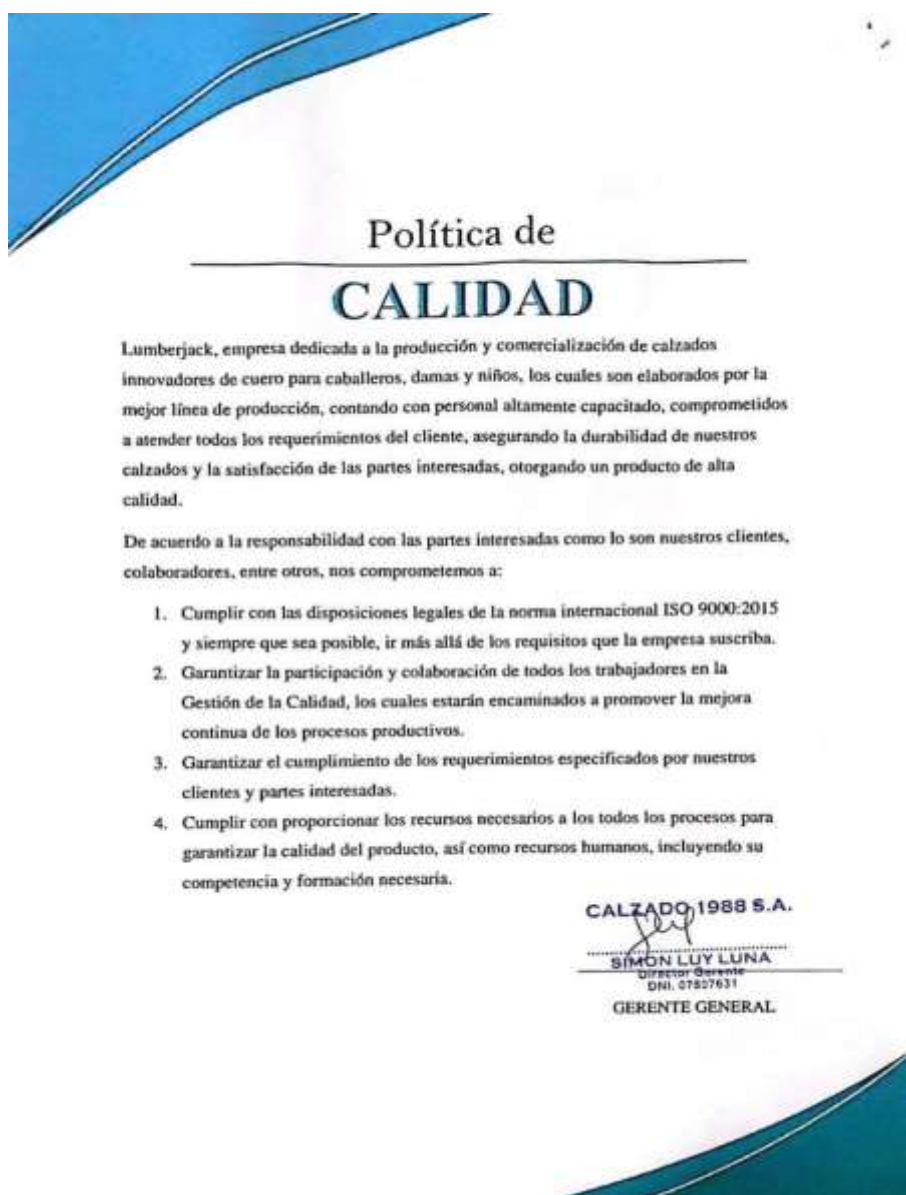 Política de
CALIDAD
Lumberjack, empresa dedicada a la producción y comercialización de calzados
innovadores de cuero para caballeros, damas y niños, los cuales son elaborados por la
mejor línea de producción, contando con personal altamente capacitado, comprometidos
a atender todos los requerimientos del cliente, asegurando la durabilidad de nuestros
calzados y la satisfacción de las partes interesadas, otorgando un producto de alta
calidad.
De acuerdo a la responsabilidad con las partes interesadas como lo son nuestros clientes,
colaboradores, entre otros, nos comprometemos a:
1. Cumplir con las disposiciones legales de la norma internacional ISO 9000:2015
y siempre que sea posible, ir más allá de los requisitos que la empresa suscriba.
2. Garantizar la participación y colaboración de todos los trabajadores en la
Gestión de la Calidad, los cuales estarán encaminados a promover la mejora
continua de los procesos productivos.
3. Garantizar el cumplimiento de los requerimientos especificados por nuestros
clientes y partes interesadas.
4. Cumplir con proporcionar los recursos necesarios a los todos los procesos para
garantizar la calidad del producto, así como recursos humanos, incluyendo su
competencia y formación necesaria.
CALZADO 1988 S.A.
SIMON LUY LUNA
Director Gerente
DNI. 07837631
GERENTE GENERAL